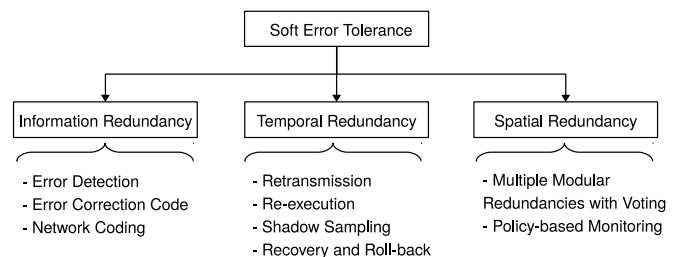 Soft Error Tolerance
Information Redundancy
Temporal Redundancy
Spatial Redundancy
- Error Detection
- Error Correction Code
- Network Coding
- Retransmission
- Re-execution
- Shadow Sampling
- Recovery and Roll-back
- Multiple Modular
Redundancies with Voting
- Policy-based Monitoring